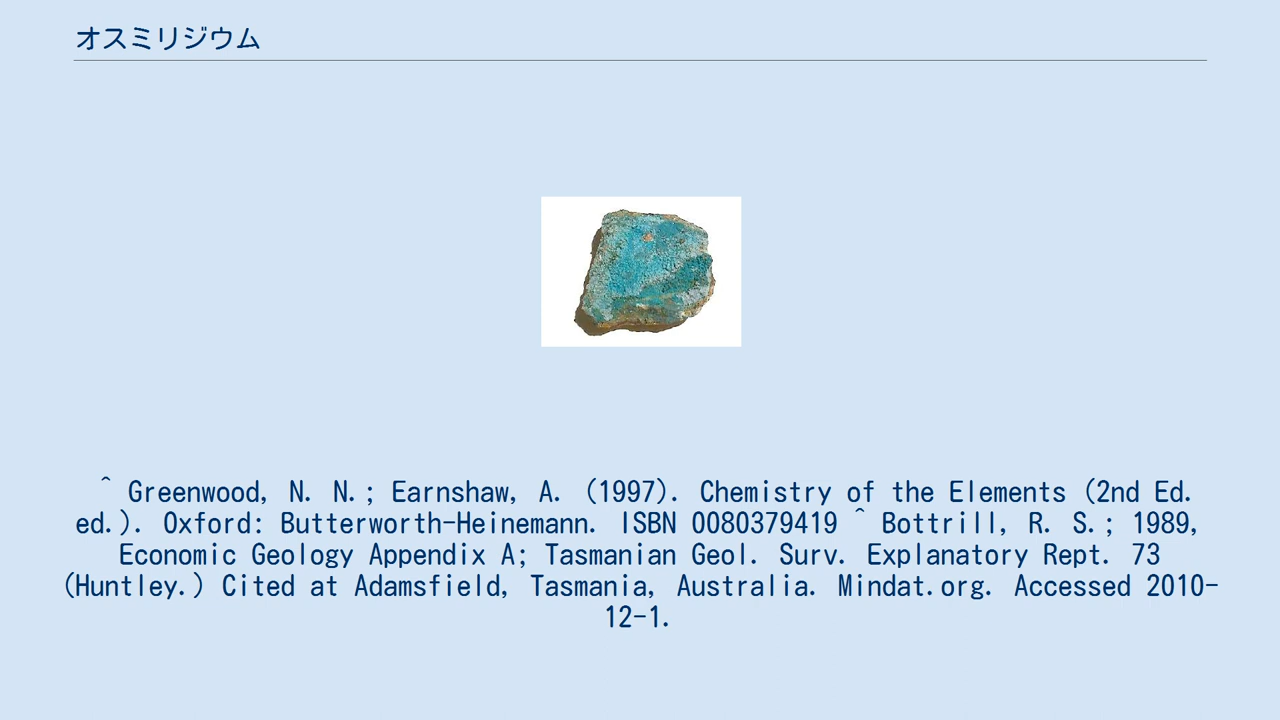 オスミリジウム
^ Greenwood, N. N.; Earnshaw, A. (1997). Chemistry of the Elements (2nd Ed.
ed.). Oxford: Butterworth-Heinemann. ISBN 0080379419 ^ Bottrill, R. S.; 1989,
Economic Geology Appendix A; Tasmanian Geol. Surv. Explanatory Rept. 73
(Huntley.) Cited at Adamsfield, Tasmania, Australia. Mindat.org. Accessed 2010-
12-1.